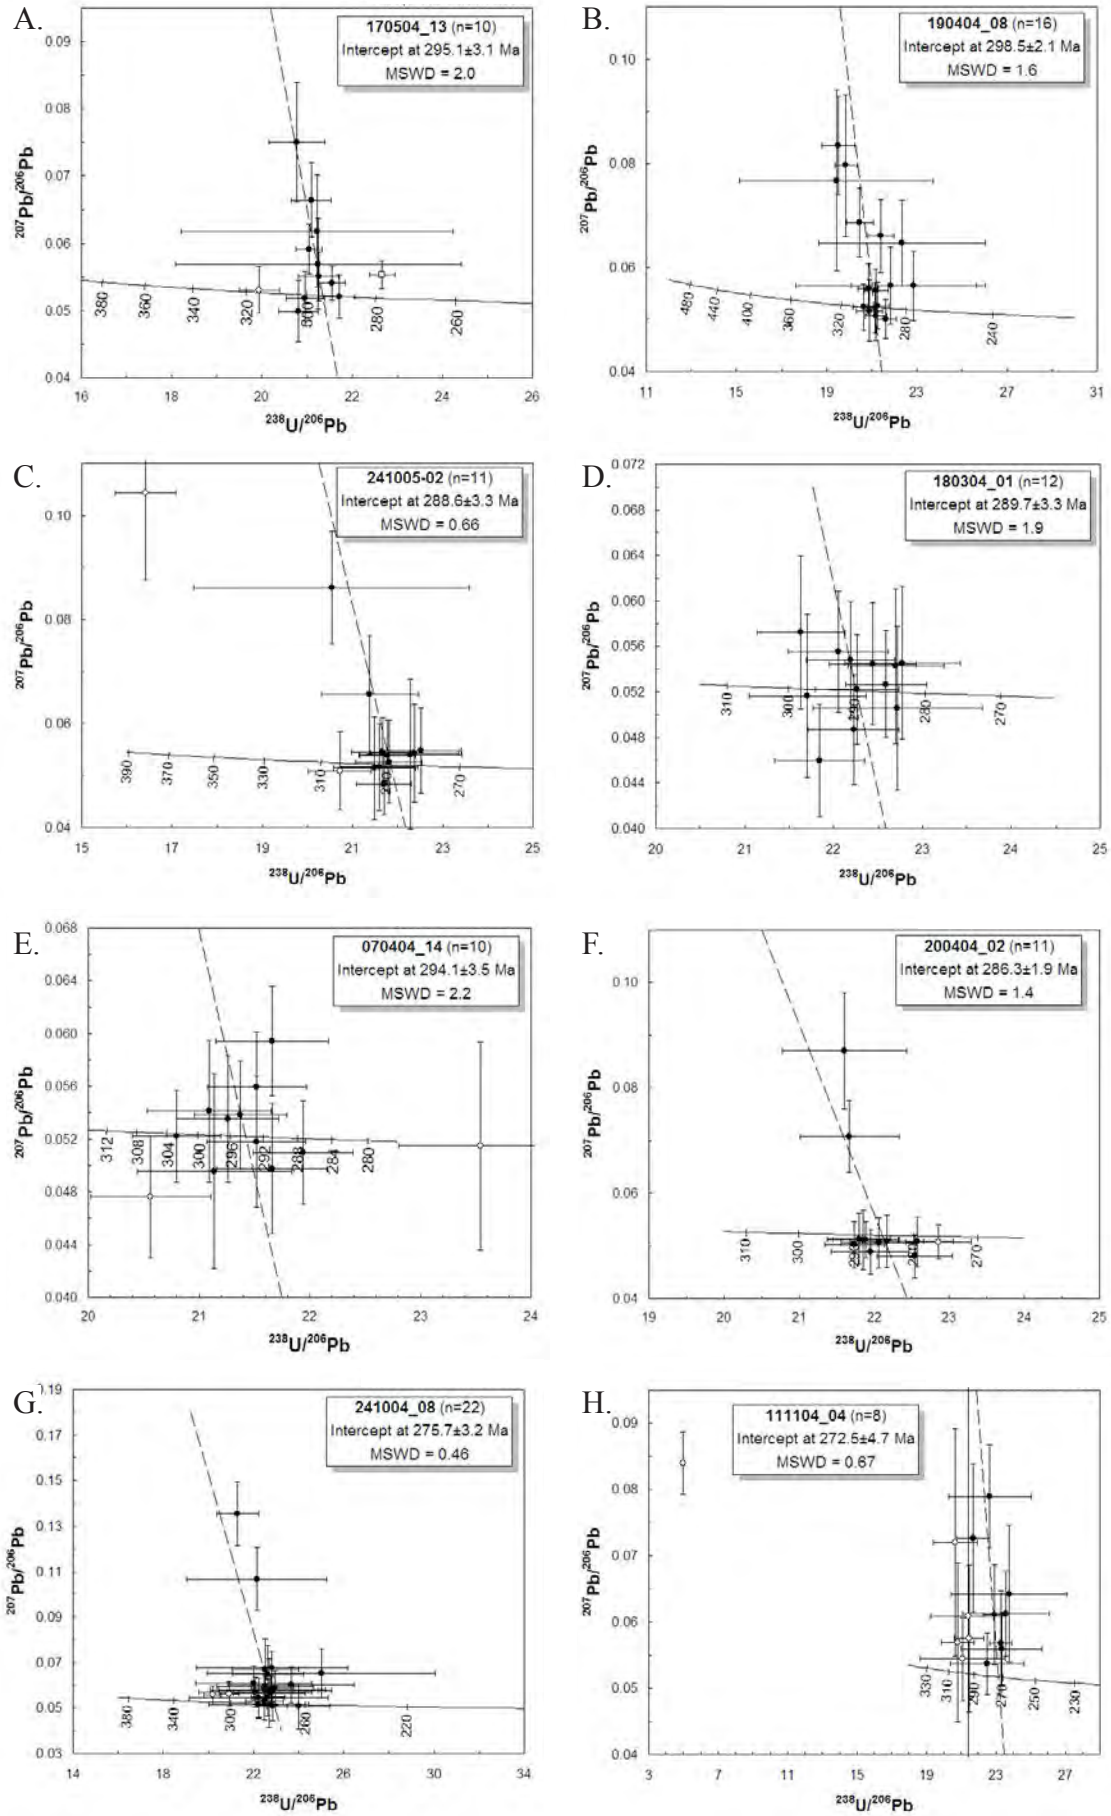 A.
170504_13 (n=10)
Intercept at 295.1±3.1 Ma
MSWD = 2.0
0.09
0.08
0.07
0.06
0.05
0.04
207Pb/206Pb
380 360 340 320 300 280 260
16 18 20 22 24 26
238U/206Pb
B.
190404_08 (n=16)
Intercept at 298.5±2.1 Ma
MSWD = 1.6
0.10
0.08
0.06
0.04
207Pb/206Pb
480 440 400 360 320 280 240
11 15 19 23 27 31
238U/206Pb
C.
241005-02 (n=11)
Intercept at 288.6±3.3 Ma
MSWD = 0.66
0.10
0.08
0.06
0.04
207Pb/206Pb
390 370 350 330 310 290 270
15 17 19 21 23 25
238U/206Pb
D.
180304_01 (n=12)
Intercept at 289.7±3.3 Ma
MSWD = 1.9
0.072
0.068
0.064
0.060
0.056
0.052
0.048
0.044
0.040
207Pb/206Pb
310 300 290 280 270
20 21 22 23 24 25
238U/206Pb
E.
070404_14 (n=10)
Intercept at 294.1±3.5 Ma
MSWD = 2.2
0.068
0.064
0.060
0.056
0.052
0.048
0.044
0.040
207Pb/206Pb
312 308 304 300 296 292 288 284 280
20 21 22 23 24
238U/206Pb
F.
200404_02 (n=11)
Intercept at 286.3±1.9 Ma
MSWD = 1.4
0.10
0.08
0.06
0.04
207Pb/206Pb
310 300 290 280 270
19 20 21 22 23 24 25
238U/206Pb
G.
241004_08 (n=22)
Intercept at 275.7±3.2 Ma
MSWD = 0.46
0.19
0.17
0.15
0.13
0.11
0.09
0.07
0.05
0.03
207Pb/206Pb
380 340 300 260 220
14 18 22 26 30 34
238U/206Pb
H.
111104_04 (n=8)
Intercept at 272.5±4.7 Ma
MSWD = 0.67
0.09
0.08
0.07
0.06
0.05
0.04
207Pb/206Pb
330 310 290 270 250 230
3 7 11 15 19 23 27
238U/206Pb